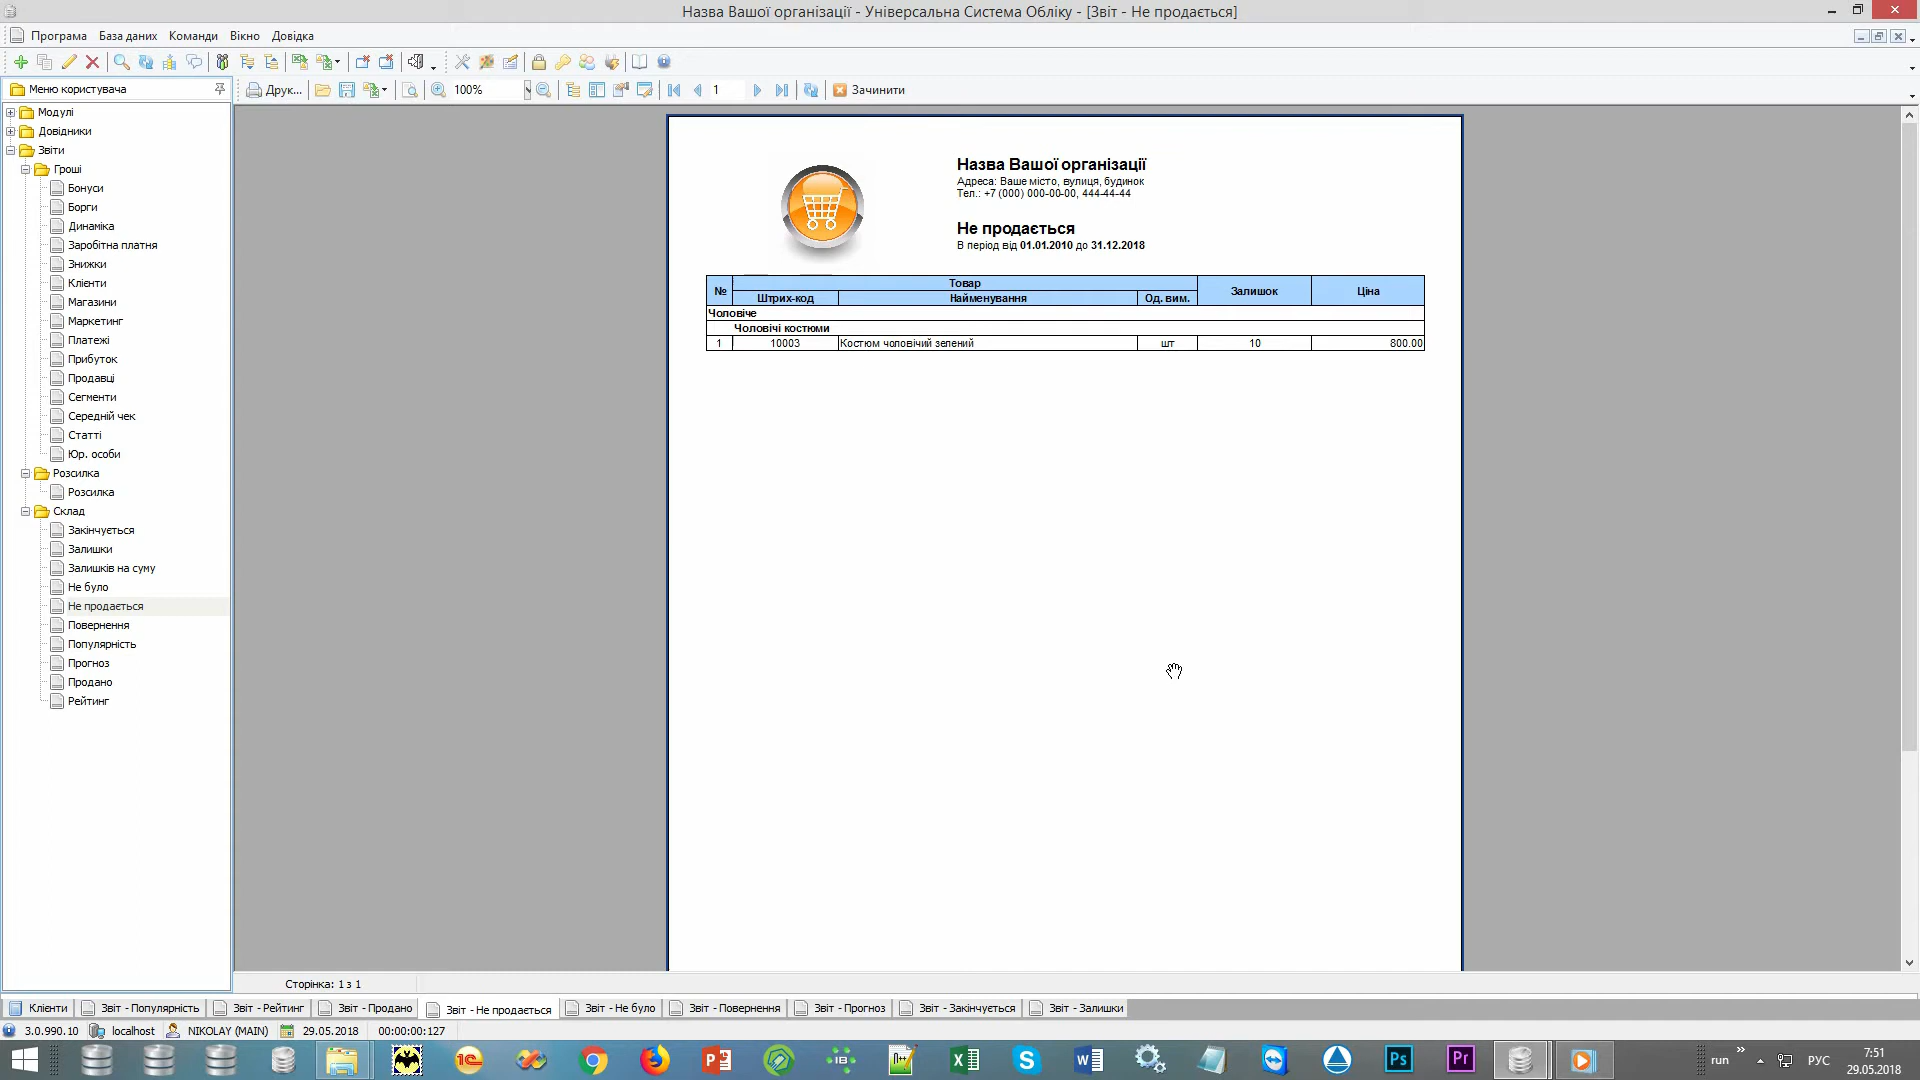 Назва Вашої організації - Універсальна Система Обліку - [Звіт - Не продається]
Програма База даних Команди Вікно Довідка
Меню користувача
Друк... 100% 1 Зачинити
Модулі
Довідники
Звіти
Гроші
Бонуси
Борги
Динаміка
Заробітна платня
Знижки
Клієнти
Магазини
Маркетинг
Платежі
Прибуток
Продавці
Сегменти
Середній чек
Статті
Юр. особи
Розсилка
Розсилка
Склад
Закінчується
Залишки
Залишків на суму
Не було
Не продається
Повернення
Популярність
Прогноз
Продано
Рейтинг
Назва Вашої організації
Адреса: Ваше місто, вулиця, будинок
Тел.: +7 (000) 000-00-00, 444-44-44
Не продається
В період від 01.01.2010 до 31.12.2018
№ Товар Залишок Ціна
Штрих-код Найменування Од. вим.
Чоловіче
Чоловічі костюми
1 10003 Костюм чоловічий зелений шт 10 800.00
Сторінка: 1 з 1
Клієнти Звіт - Популярність Звіт - Рейтинг Звіт - Продано Звіт - Не продається Звіт - Не було Звіт - Повернення Звіт - Прогноз Звіт - Закінчується Звіт - Залишки
3.0.990.10 localhost NIKOLAY (MAIN) 29.05.2018 00:00:00:127
1С P IB n++ X S W Ps Pr run РУС 7:51
29.05.2018